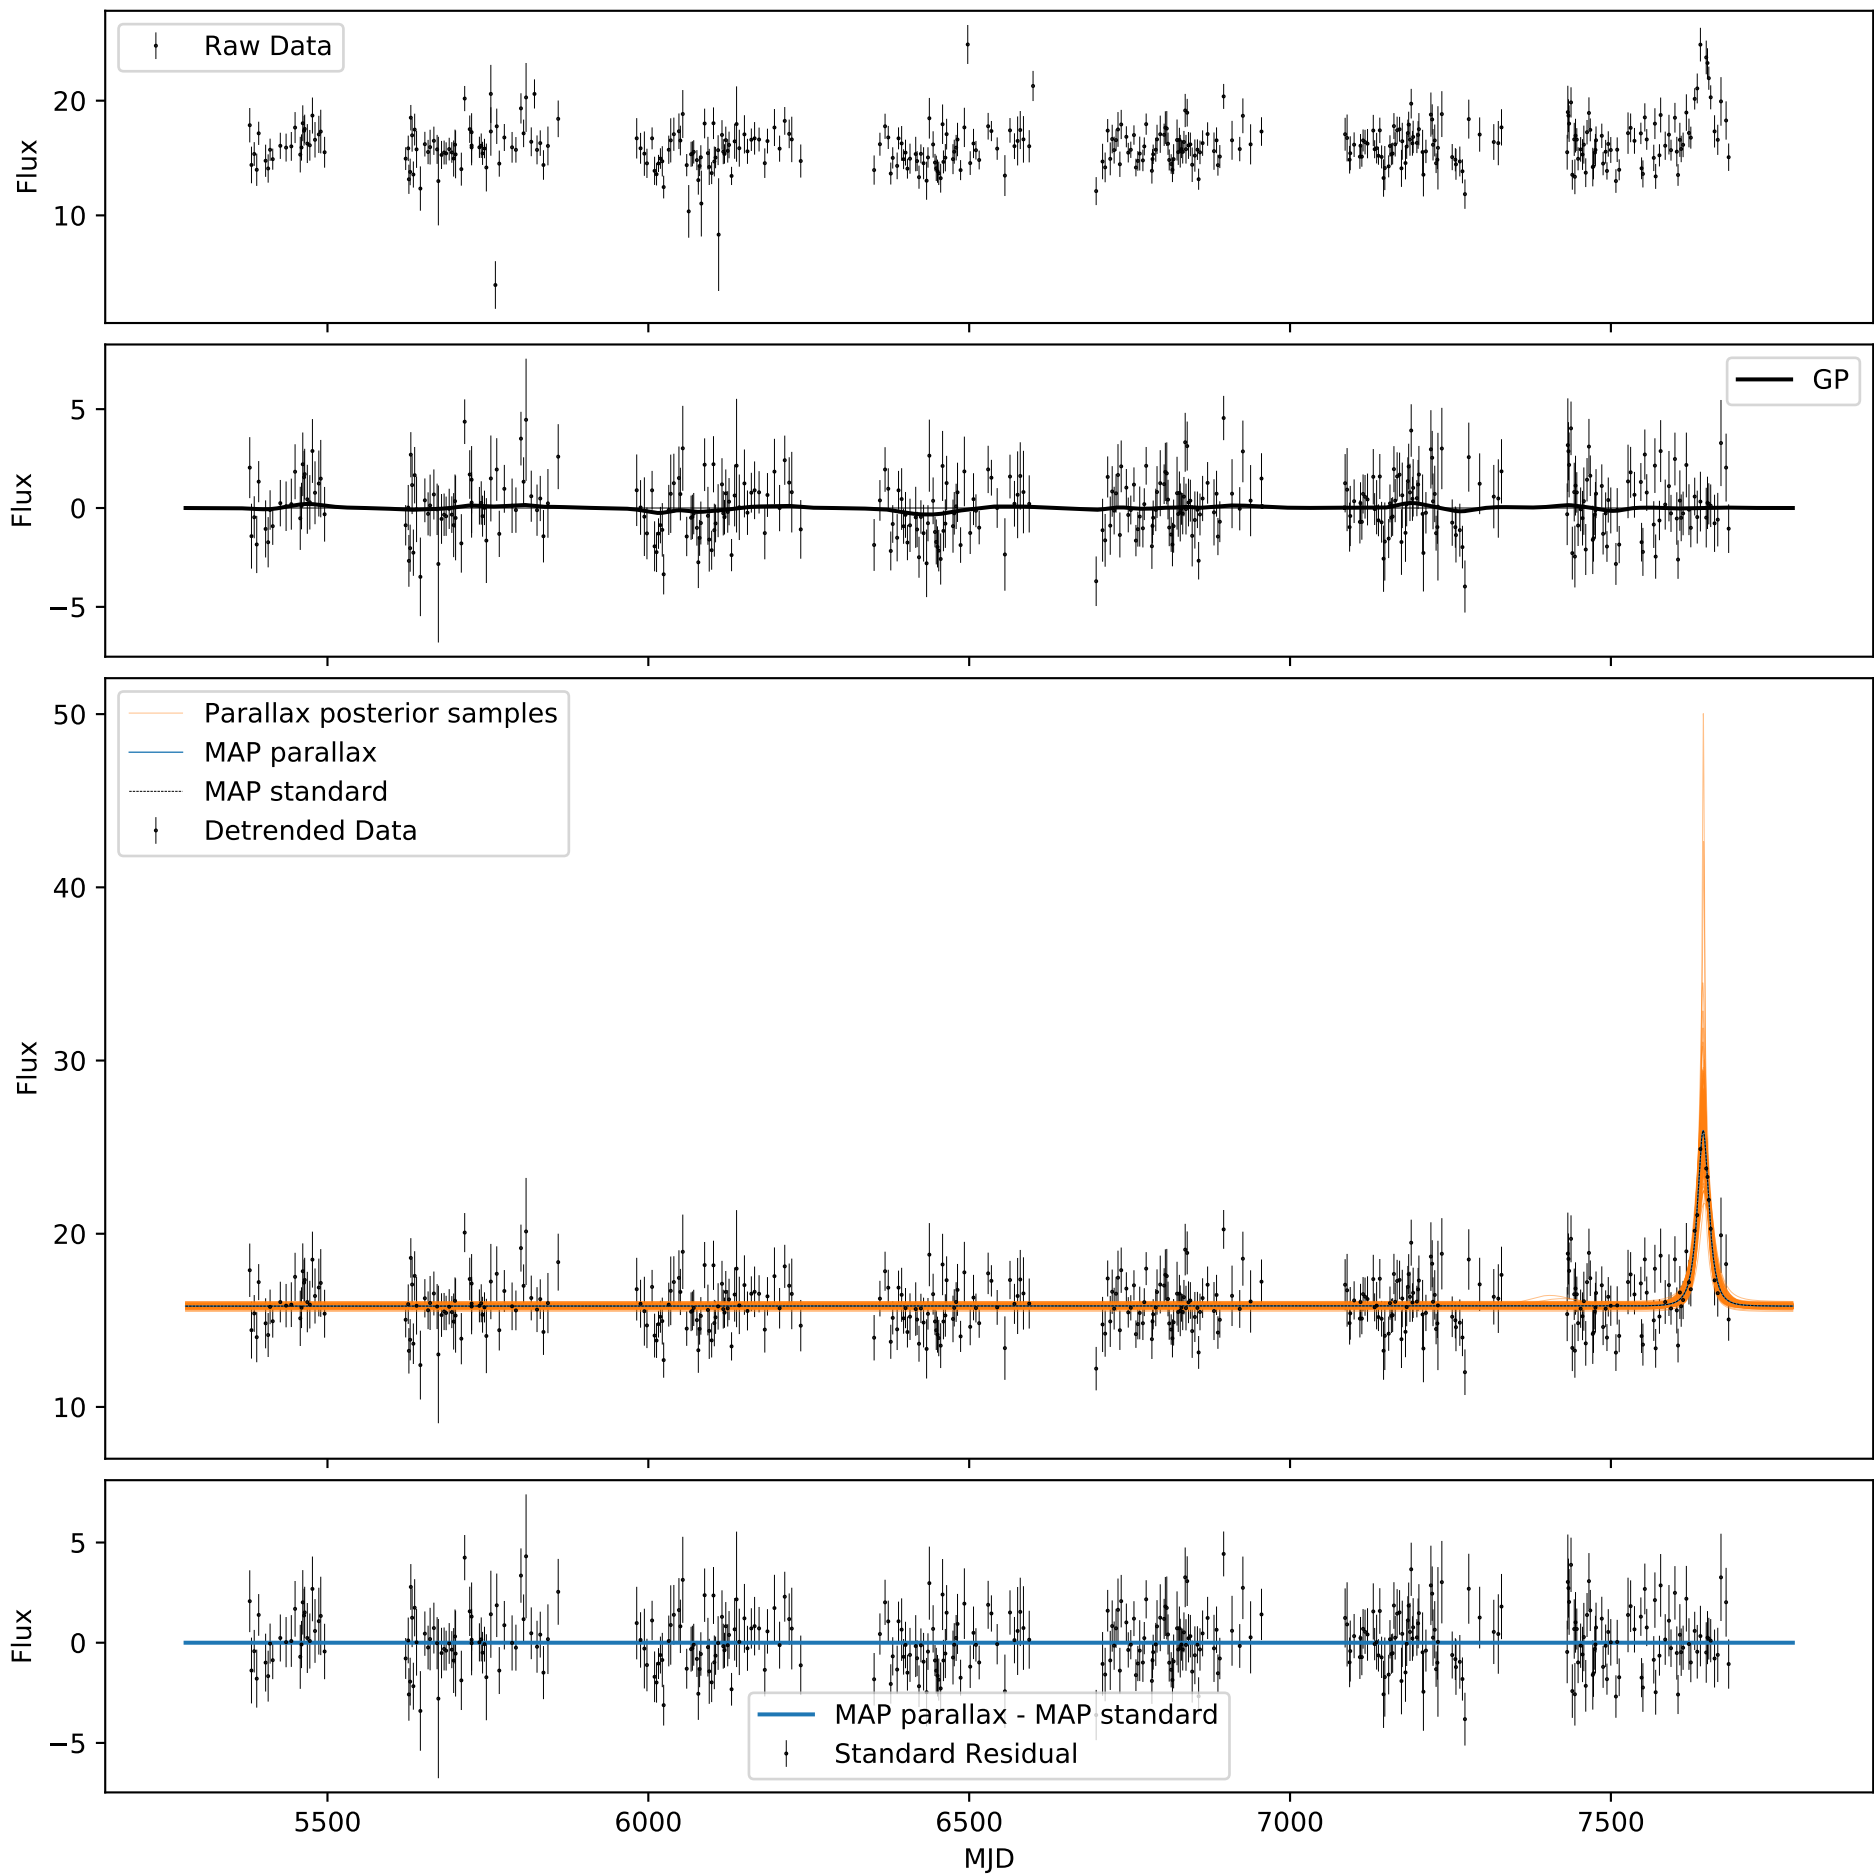 Raw Data
20
10
Flux
GP
5
0
−5
Flux
Parallax posterior samples
MAP parallax
MAP standard
Detrended Data
50
40
30
20
10
Flux
5
0
−5
Flux
MAP parallax - MAP standard
Standard Residual
5500 6000 6500 7000 7500
MJD